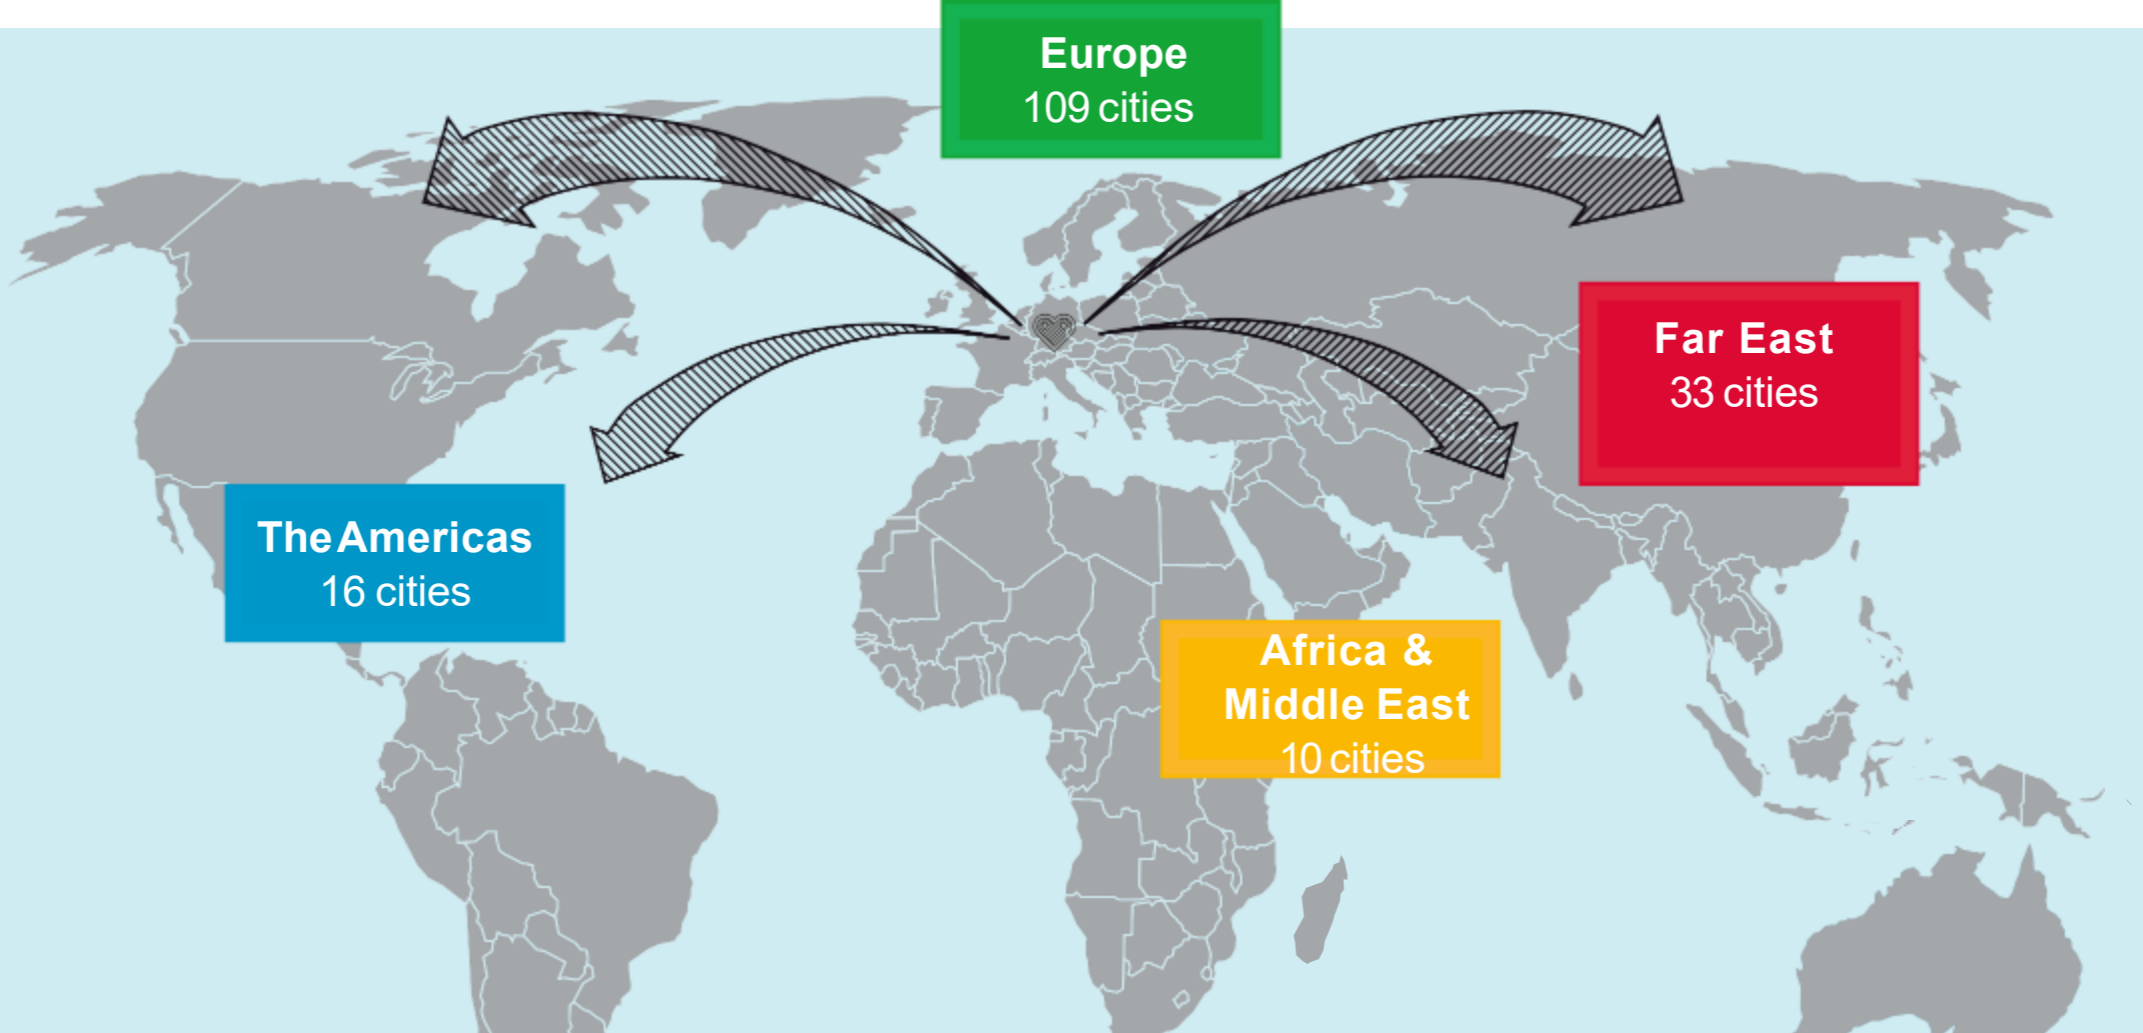 Europe
109 cities
Far East
33 cities
The Americas
16 cities
Africa &
Middle East
10 cities